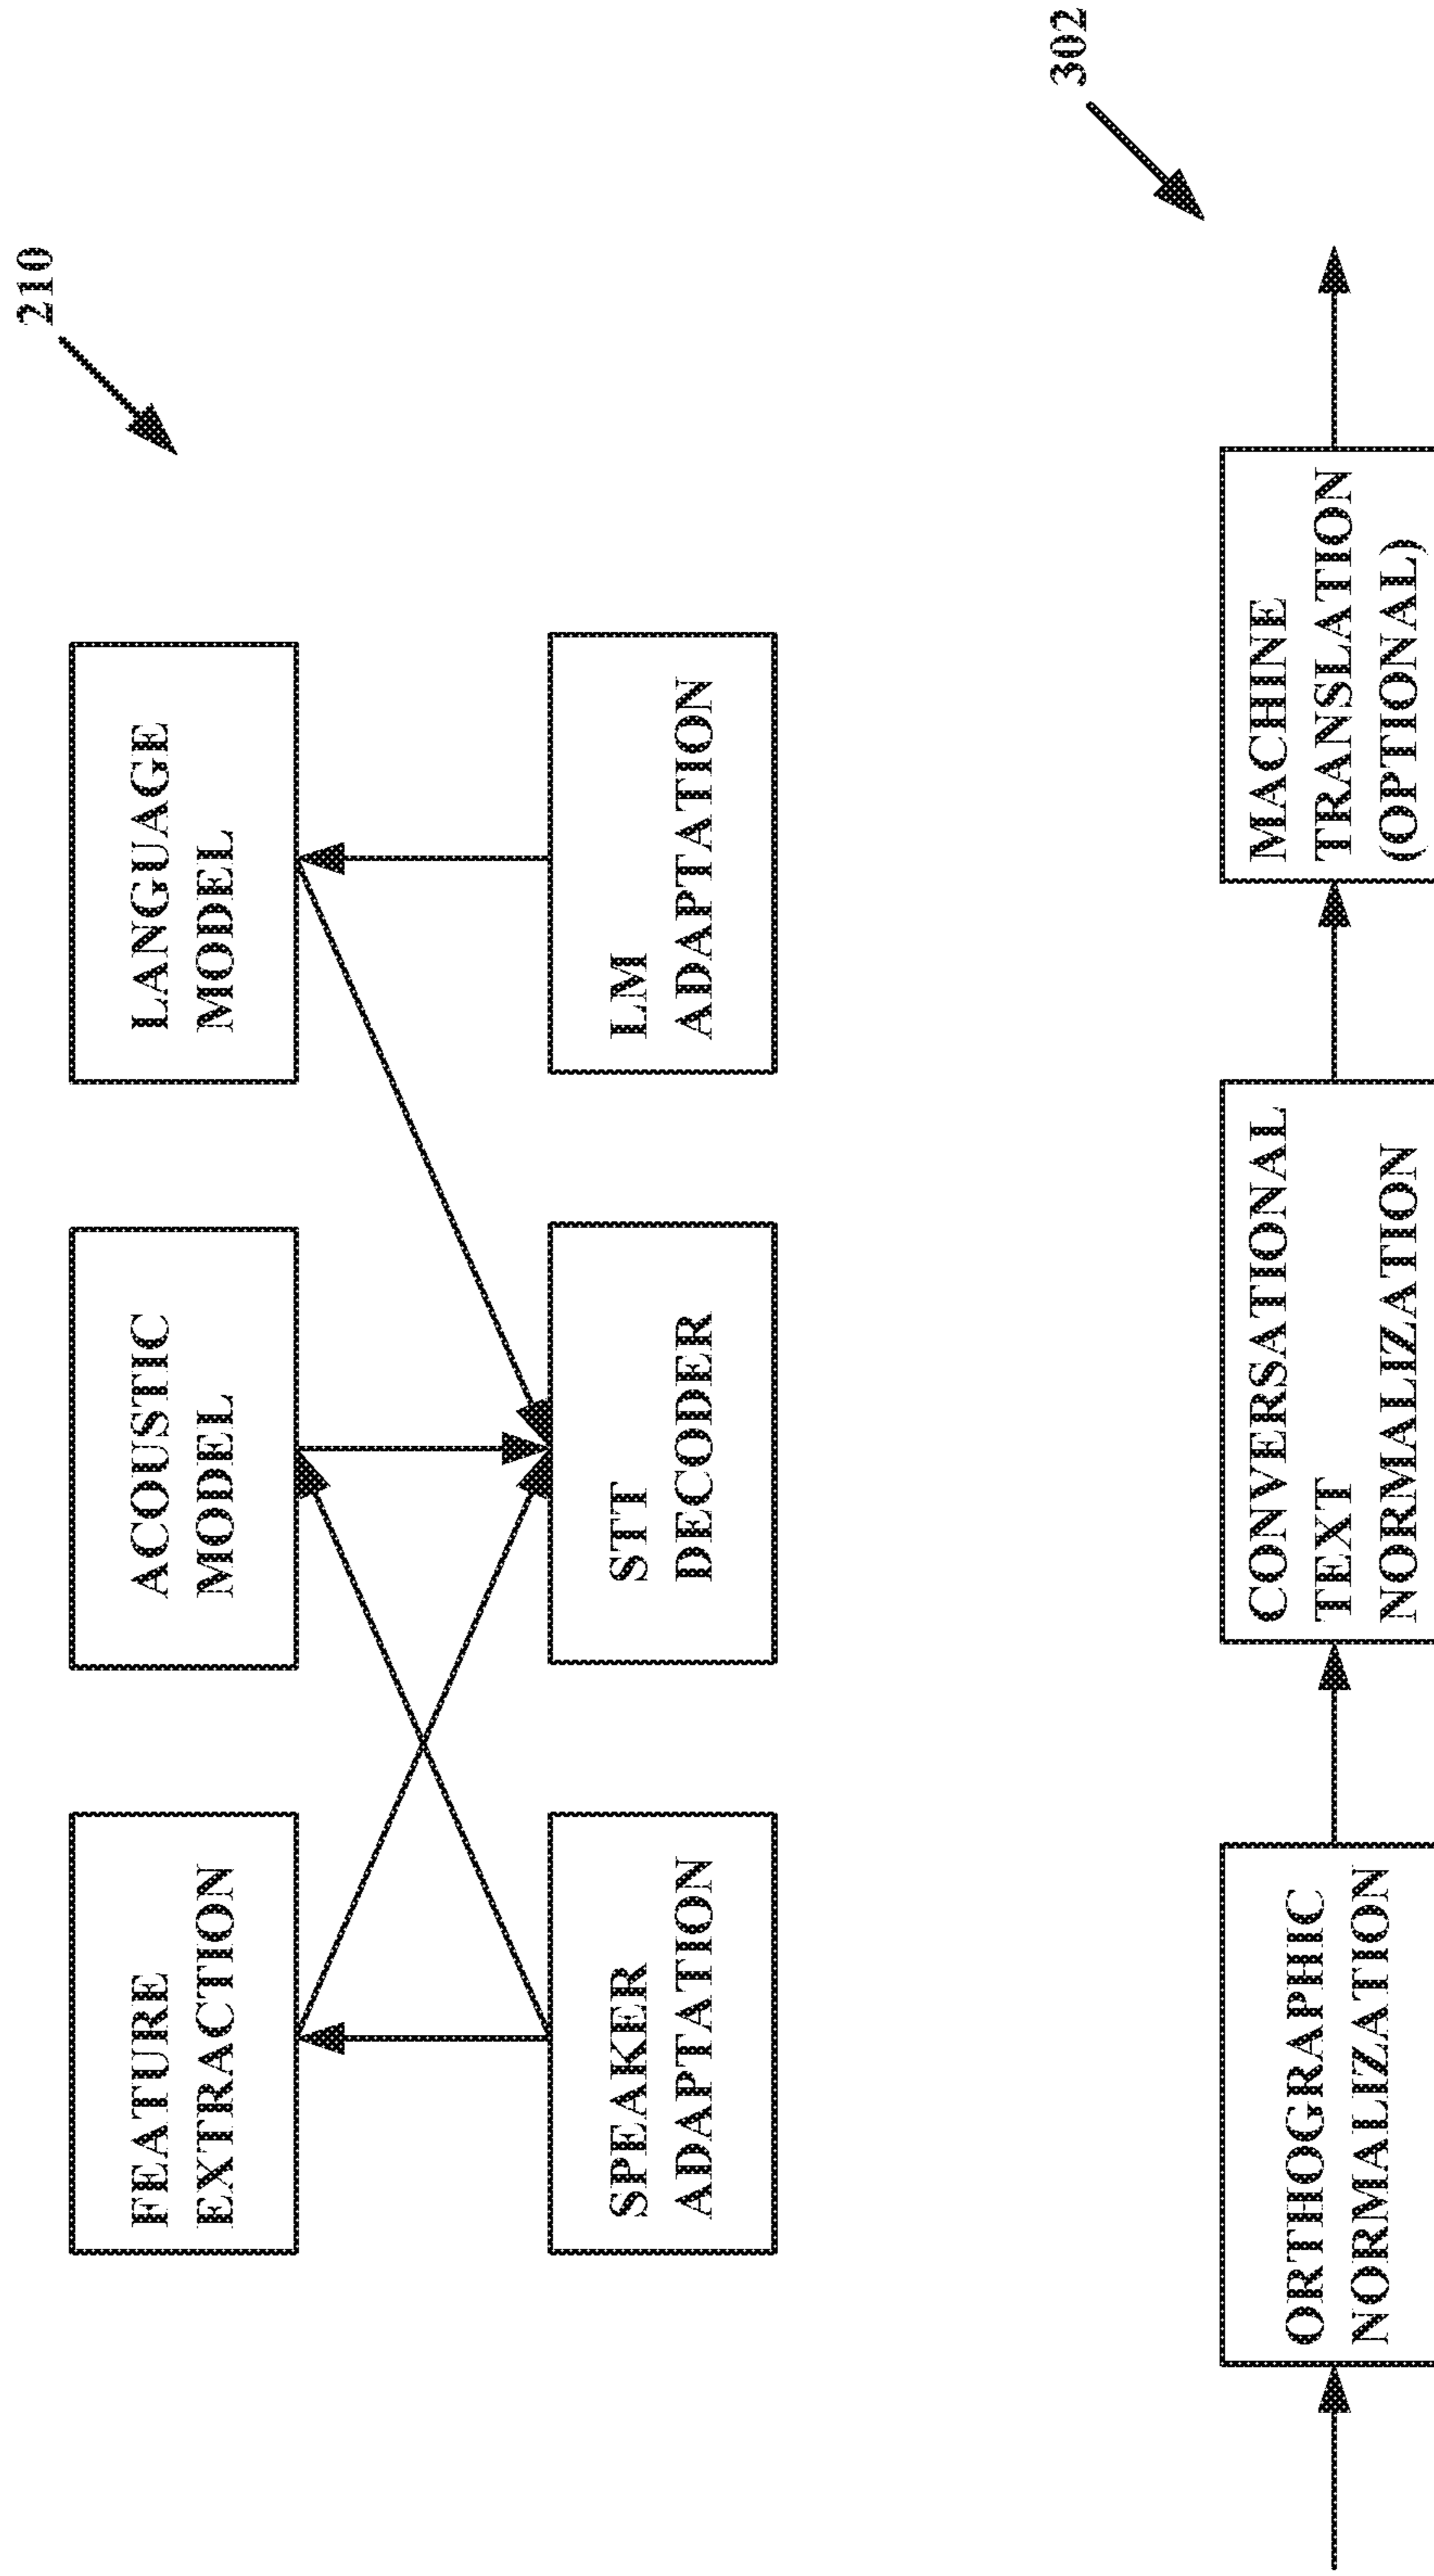 210
FEATURE
EXTRACTION
ACOUSTIC
MODEL
LANGUAGE
MODEL
SPEAKER
ADAPTATION
STT
DECODER
LM
ADAPTATION
302
ORTHOGRAPHIC
NORMALIZATION
CONVERSATIONAL
TEXT
NORMALIZATION
MACHINE
TRANSLATION
(OPTIONAL)